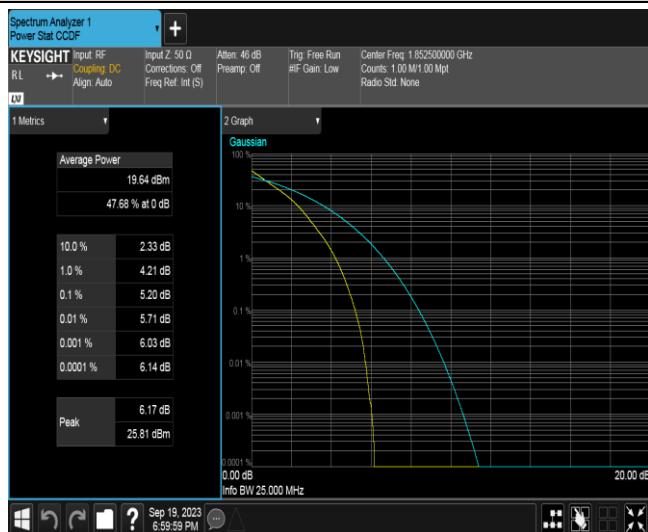 Spectrum Analyzer 1
Power Stat CCDF
+
KEYSIGHT
RL
Input: RF
Coupling: DC
Align: Auto
Input Z: 50 Ω
Corrections: Off
Freq Ref: Int (S)
Atten: 46 dB
Preamp: Off
Trig: Free Run
#IF Gain: Low
Center Freq: 1.852500000 GHz
Counts: 1.00 M/1.00 Mpt
Radio Std: None
LXI
1 Metrics
Average Power
19.64 dBm
47.68 % at 0 dB
10.0 % 2.33 dB
1.0 % 4.21 dB
0.1 % 5.20 dB
0.01 % 5.71 dB
0.001 % 6.03 dB
0.0001 % 6.14 dB
Peak
6.17 dB
25.81 dBm
2 Graph
Gaussian
100 %
10 %
1 %
0.1 %
0.01 %
0.001 %
0.0001 %
0.00 dB 20.00 dB
Info BW 25.000 MHz
?
Sep 19, 2023
6:59:59 PM